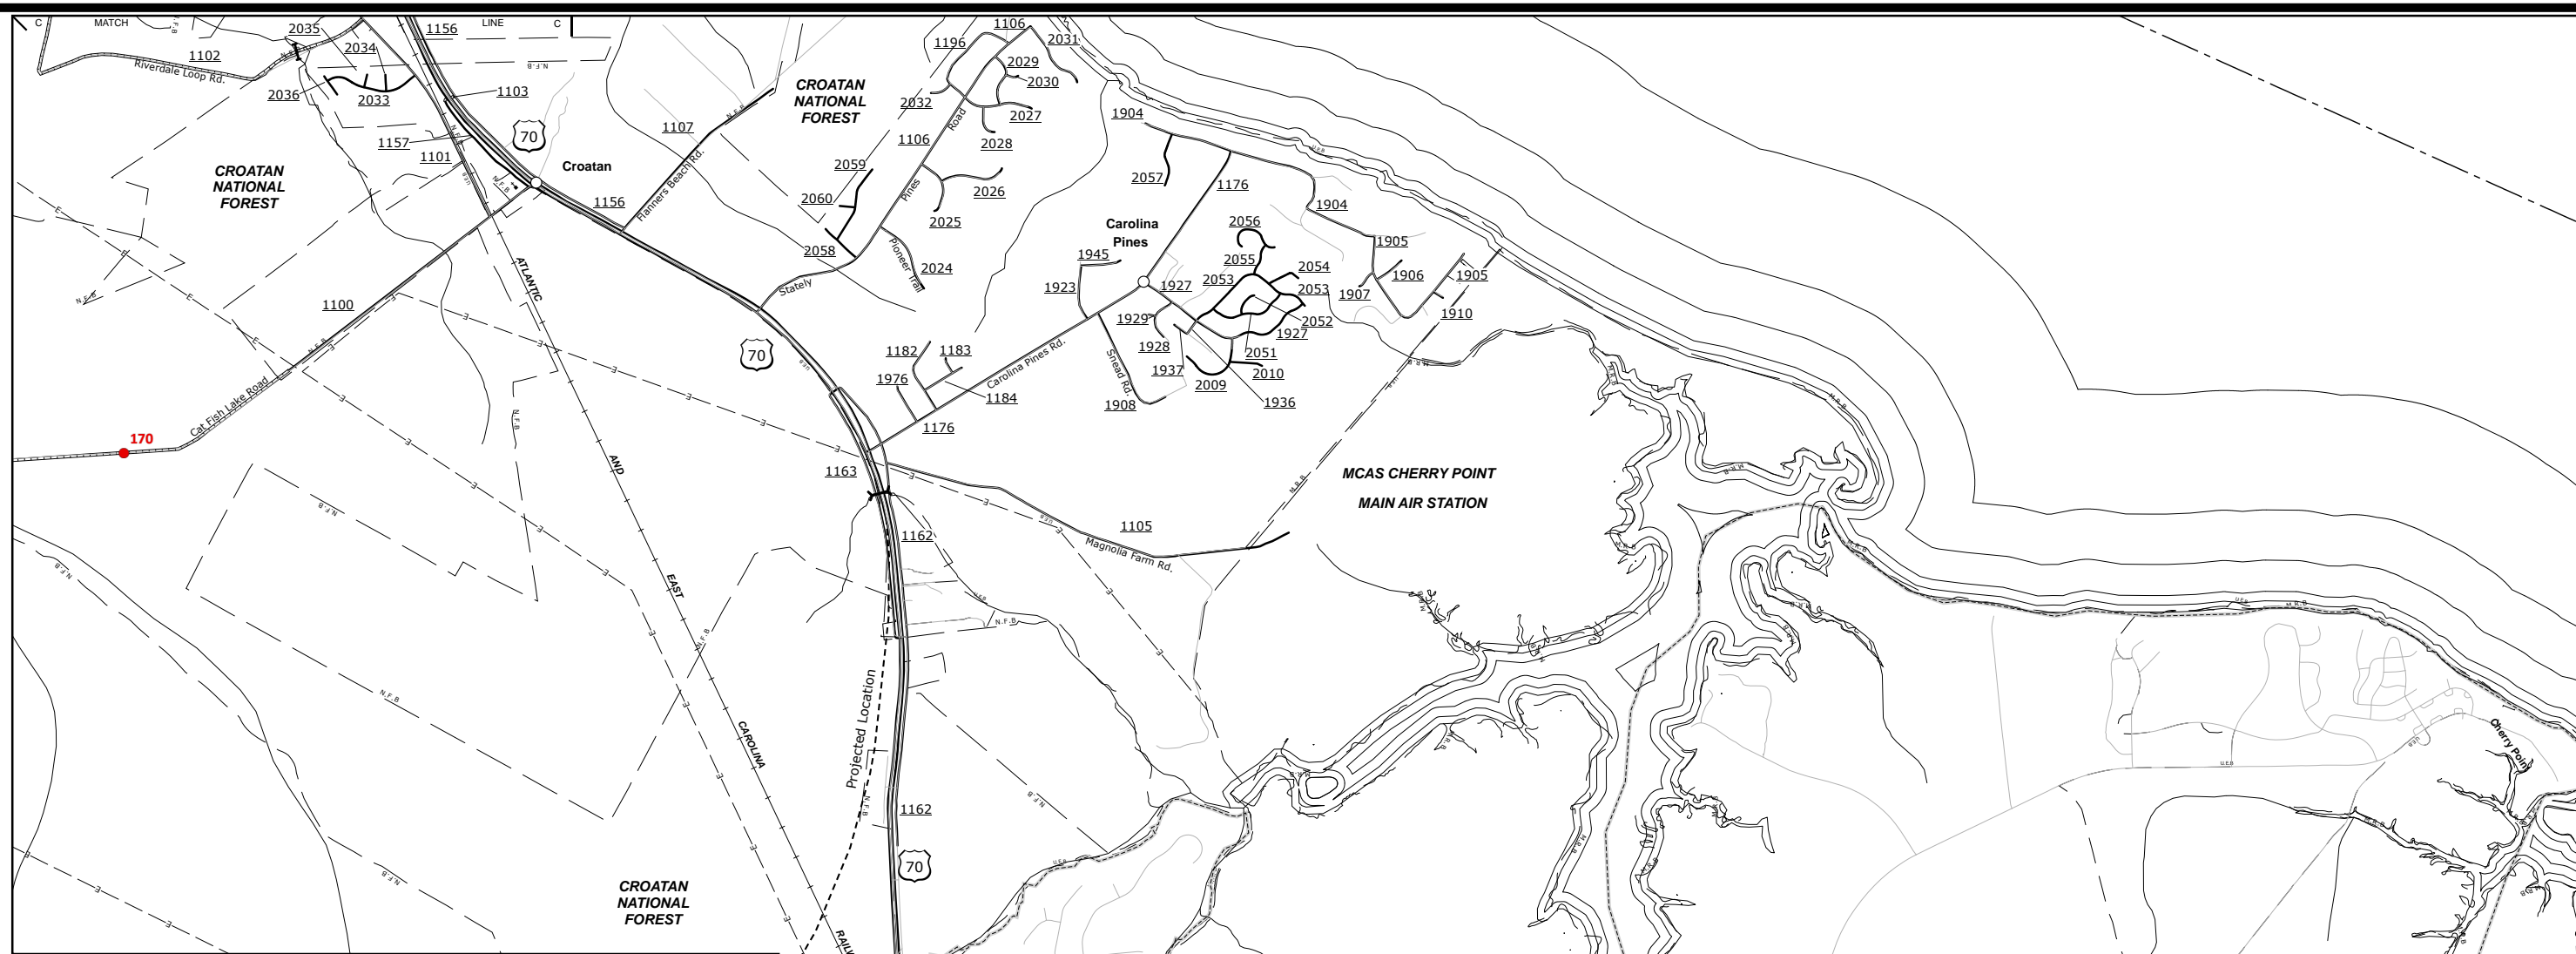 C MATCH LINE C
2035
2034
1156
1102
Riverdale Loop Rd.
2036
2033
1103
70
1157
1101
Croatan
CROATAN
NATIONAL
FOREST
1107
Flanners Beach Rd.
1156
CROATAN
NATIONAL
FOREST
1106
1196
2031
2029
2030
2032
2027
2028
1106
Stately Pines Road
2059
2060
2058
2026
2025
2024
Pioneer Trail
1904
2057
1176
Carolina
Pines
1904
2056
1905
2055
2054
1906
1905
1945
2053
2053
1907
1923
1927
2052
1910
1929
1927
1928
2051
1937
2010
2009
1936
Snead Rd.
1908
1182
1183
1976
1184
Carolina Pines Rd.
1176
70
1100
Cat Fish Lake Road
170
ATLANTIC AND EAST CAROLINA
1163
1162
1105
Magnolia Farm Rd.
MCAS CHERRY POINT
MAIN AIR STATION
Projected Location
1162
70
CROATAN
NATIONAL
FOREST
Cherry Point
N.F.B
N.F.B
N.F.B
N.F.B
N.F.B
N.F.B
N.F.B
N.F.B
M.R.B
M.R.B
M.R.B
M.R.B
U.E.B
U.E.B